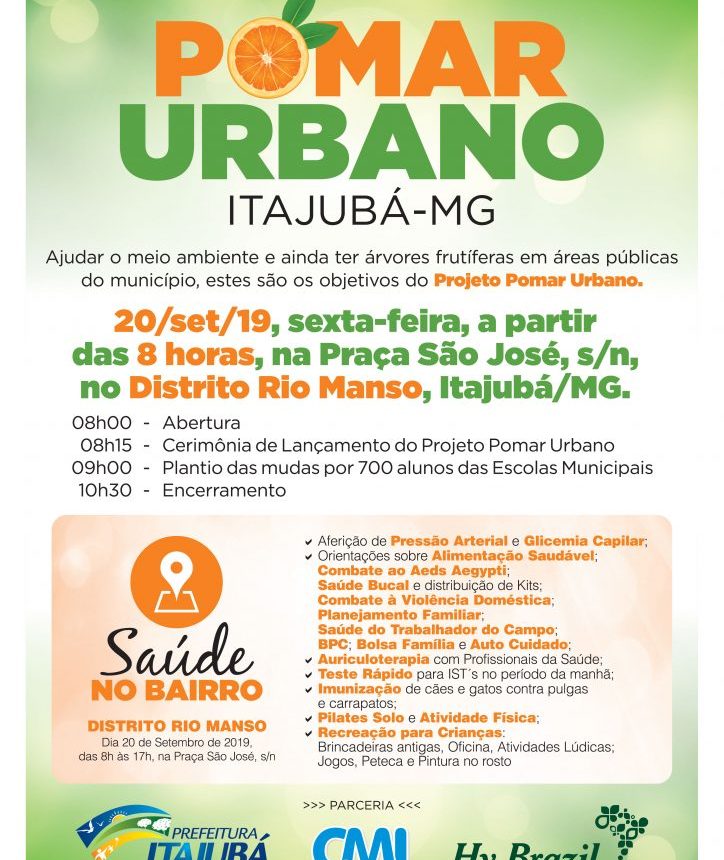 POMAR
URBANO
ITAJUBÁ-MG
Ajudar o meio ambiente e ainda ter árvores frutíferas em áreas públicas
do município, estes são os objetivos do Projeto Pomar Urbano.
20/set/19, sexta-feira, a partir
das 8 horas, na Praça São José, s/n,
no Distrito Rio Manso, Itajubá/MG.
08h00 - Abertura
08h15 - Cerimônia de Lançamento do Projeto Pomar Urbano
09h00 - Plantio das mudas por 700 alunos das Escolas Municipais
10h30 - Encerramento
Saúde
NO BAIRRO
DISTRITO RIO MANSO
Dia 20 de Setembro de 2019,
das 8h às 17h, na Praça São José, s/n
Aferição de Pressão Arterial e Glicemia Capilar;
Orientações sobre Alimentação Saudável;
Combate ao Aeds Aegypti;
Saúde Bucal e distribuição de Kits;
Combate à Violência Doméstica;
Planejamento Familiar;
Saúde do Trabalhador do Campo;
BPC; Bolsa Família e Auto Cuidado;
Auriculoterapia com Profissionais da Saúde;
Teste Rápido para IST´s no período da manhã;
Imunização de cães e gatos contra pulgas
e carrapatos;
Pilates Solo e Atividade Física;
Recreação para Crianças:
Brincadeiras antigas, Oficina, Atividades Lúdicas;
Jogos, Peteca e Pintura no rosto
>>> PARCERIA <<<
PREFEITURA
ITAJUBÁ
CMI
Hy Brazil